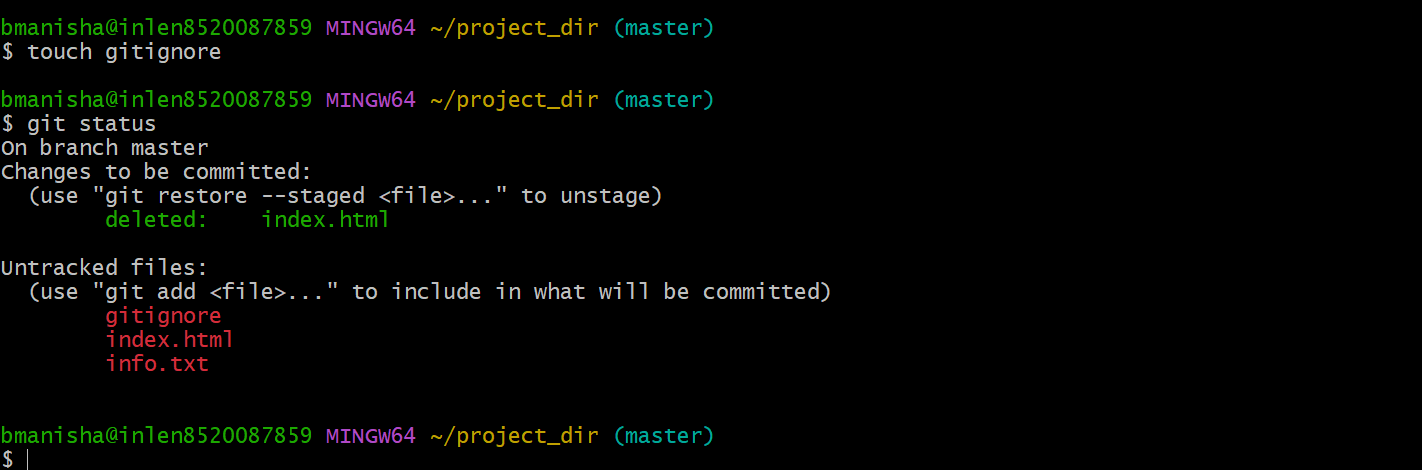 bmanisha@inlen8520087859 MINGW64 ~/project_dir (master)
$ touch gitignore
bmanisha@inlen8520087859 MINGW64 ~/project_dir (master)
$ git status
On branch master
Changes to be committed:
  (use "git restore --staged <file>..." to unstage)
        deleted:    index.html
Untracked files:
  (use "git add <file>..." to include in what will be committed)
        gitignore
        index.html
        info.txt
bmanisha@inlen8520087859 MINGW64 ~/project_dir (master)
$